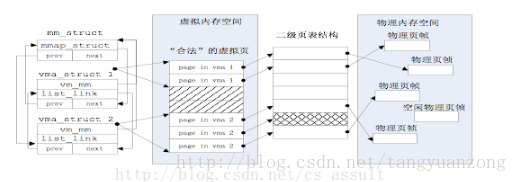 mm_struct
mmap_struct
prev next
vma_struct 1
vm_mm
list_link
prev next
vma_struct 2
vm_mm
list_link
prev next
虚拟内存空间
“合法”的虚拟页
page in vma 1
page in vma 1
page in vma 2
page in vma 2
page in vma 2
二级页表结构
物理内存空间
物理页帧
物理页帧
物理页帧
空闲物理页帧
物理页帧
http://blog.csdn.net/tangyuanzong
http://blog.csdn.net/cs_assult